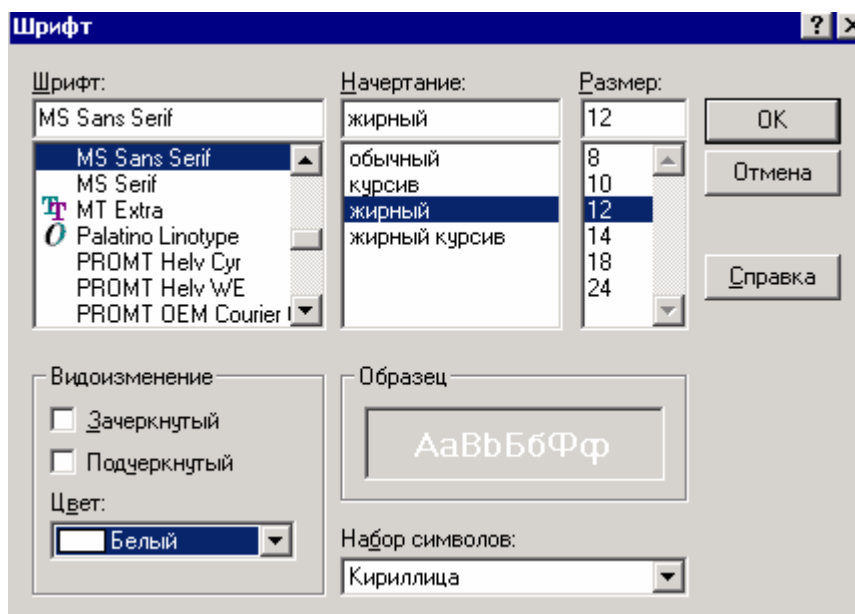 Шрифт
Шрифт:
MS Sans Serif
MS Sans Serif
MS Serif
MT Extra
Palatino Linotype
PROMT Helv Cyr
PROMT Helv WE
PROMT OEM Courier
Начертание:
жирный
обычный
курсив
жирный
жирный курсив
Размер:
12
8
10
12
14
18
24
OK
Отмена
Справка
Видоизменение
Зачеркнутый
Подчеркнутый
Цвет:
Белый
Образец
АаBbБбФф
Набор символов:
Кириллица